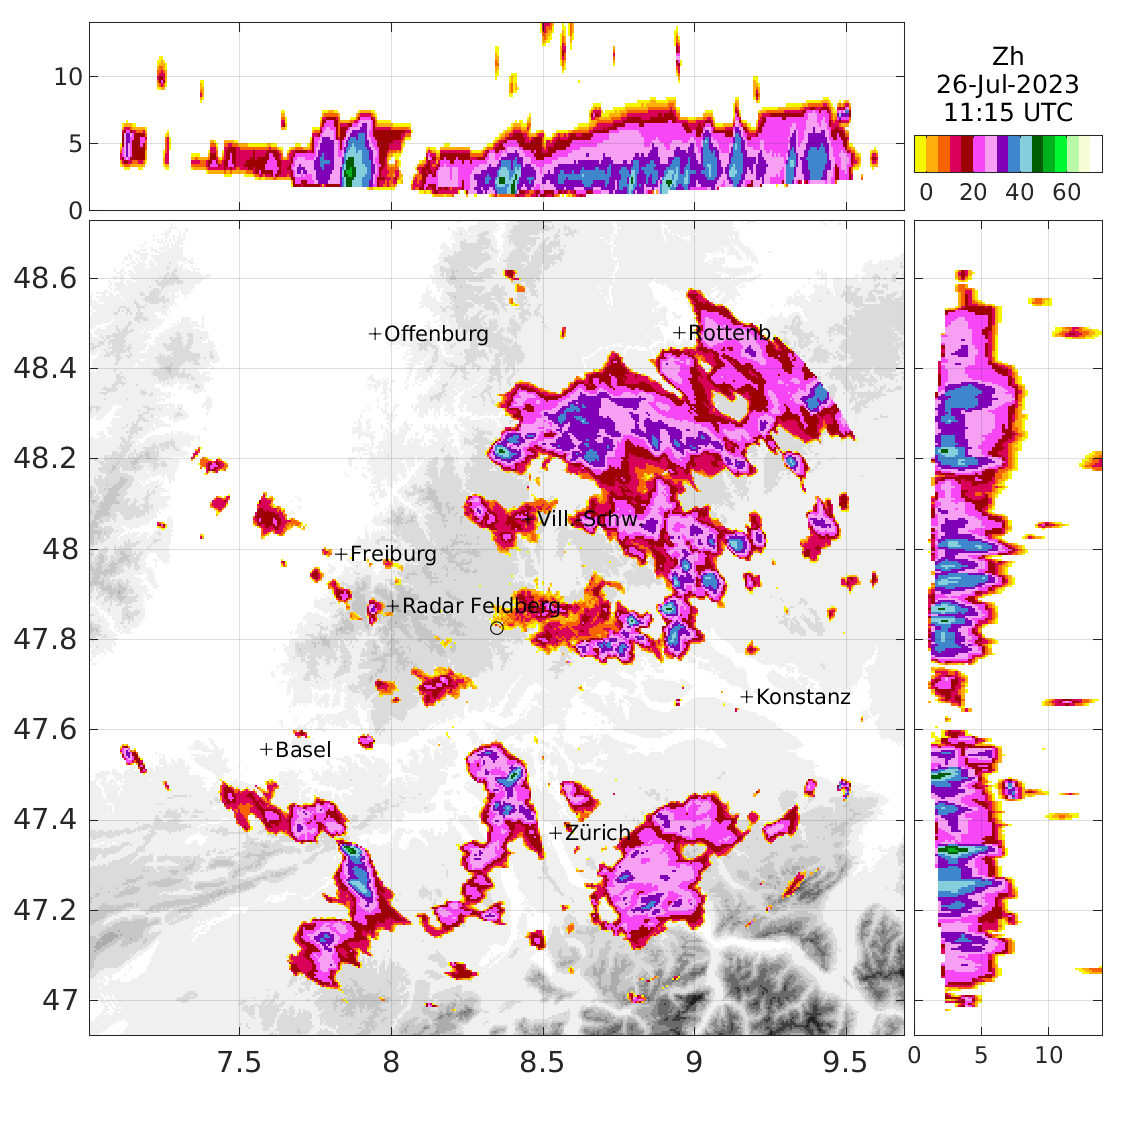 10
5
0
Zh
26-Jul-2023
11:15 UTC
0
20
40
60
48.6
48.4
48.2
48
47.8
47.6
47.4
47.2
47
+Offenburg
+Rottenb.
+Vill.-Schw.
+Freiburg
+Radar Feldberg
+Konstanz
+Basel
+Zürich
7.5
8
8.5
9
9.5
0
5
10